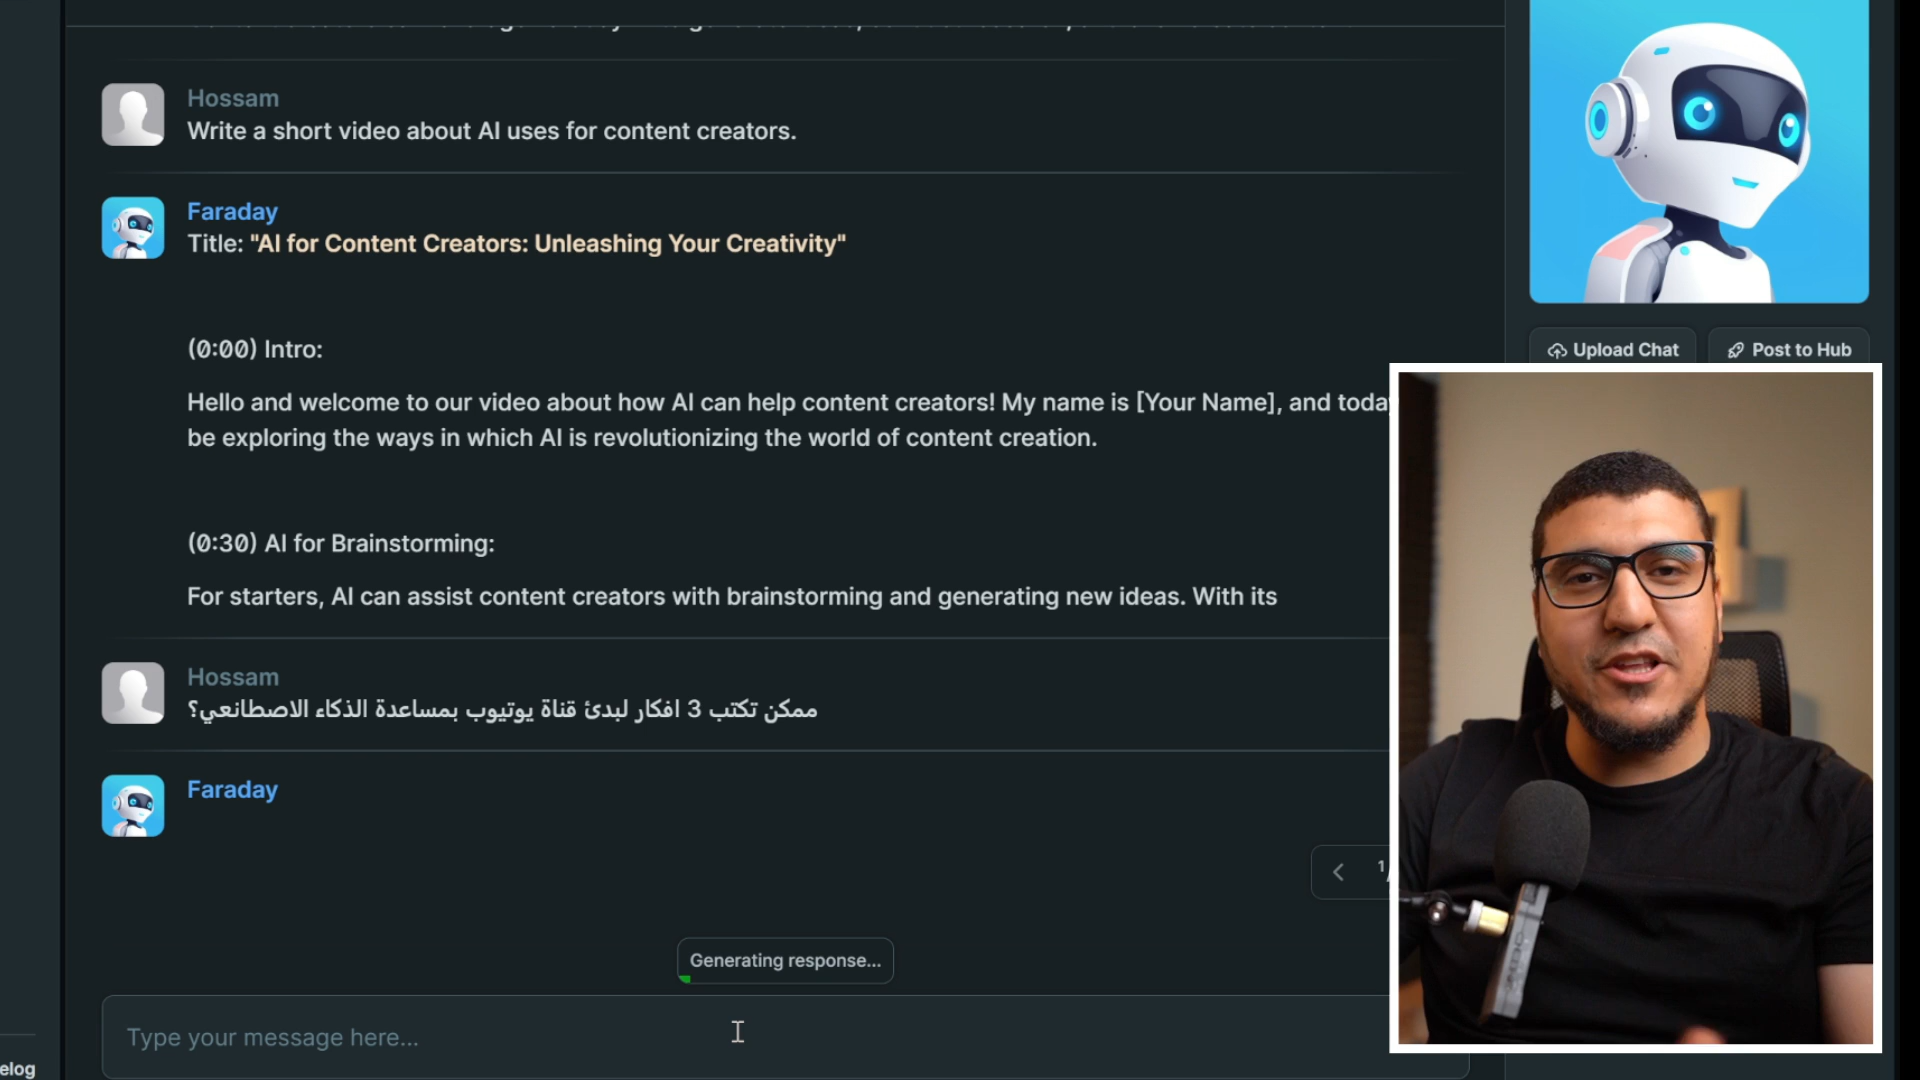 Hossam
Write a short video about AI uses for content creators.
Faraday
Title: "AI for Content Creators: Unleashing Your Creativity"
(0:00) Intro:
Hello and welcome to our video about how AI can help content creators! My name is [Your Name], and
be exploring the ways in which AI is revolutionizing the world of content creation.
(0:30) AI for Brainstorming:
For starters, AI can assist content creators with brainstorming and generating new ideas. With its
Hossam
ممكن تكتب 3 افكار لبدئ قناة يوتيوب بمساعدة الذكاء الاصطانعي؟
Faraday
Generating response...
Type your message here...
Upload Chat
Post to Hub